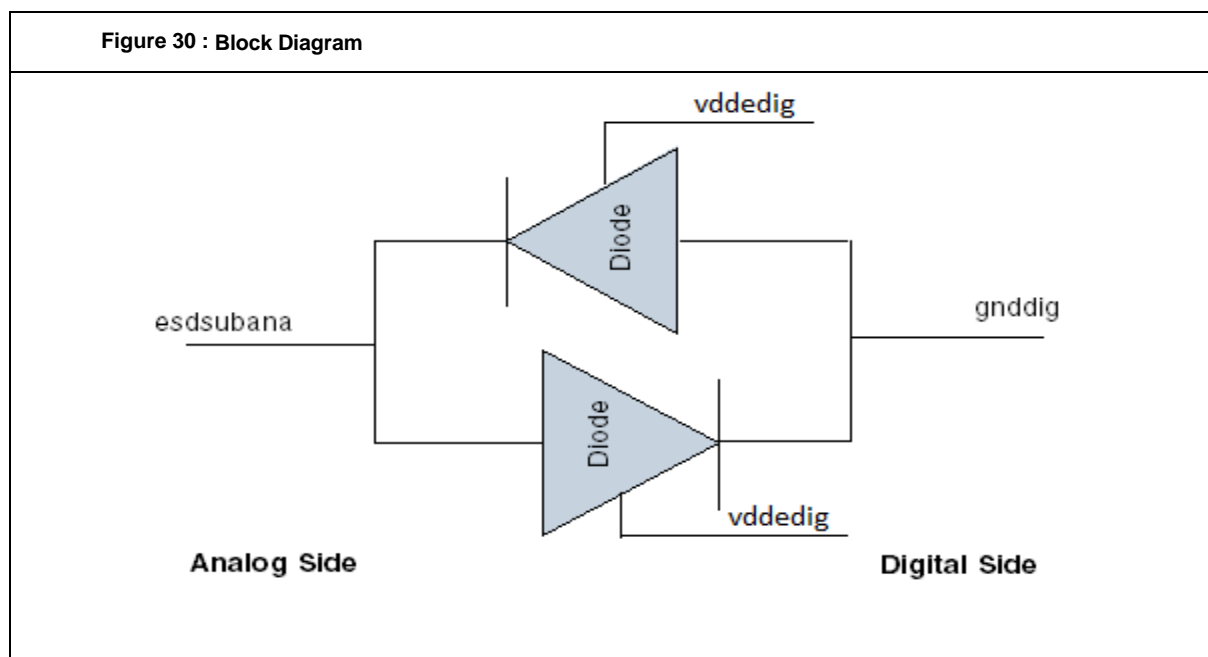 Figure 30 : Block Diagram
vddedig
Diode
esdsubana
gnddig
Diode
vddedig
Analog Side
Digital Side